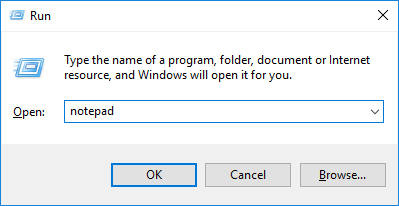 Run
Type the name of a program, folder, document or Internet
resource, and Windows will open it for you.
Open: notepad
OK Cancel Browse...